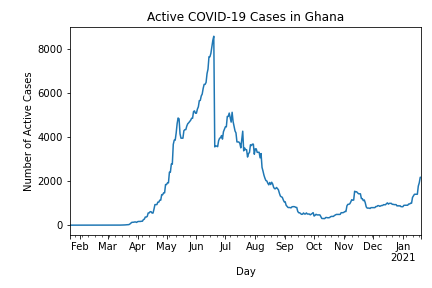 Active COVID-19 Cases in Ghana
8000
6000
4000
2000
0
Number of Active Cases
Feb Mar Apr May Jun Jul Aug Sep Oct Nov Dec Jan
2021
Day